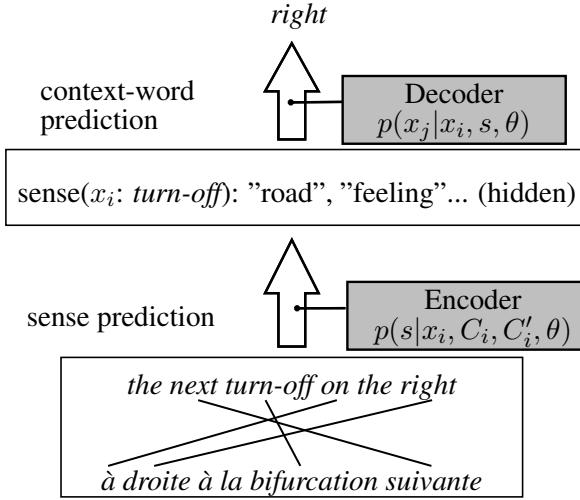 right
context-word
prediction
Decoder
p(x_j|x_i, s, θ)
sense(x_i: turn-off): ”road”, ”feeling”... (hidden)
sense prediction
Encoder
p(s|x_i, C_i, C'_i, θ)
the next turn-off on the right
à droite à la bifurcation suivante